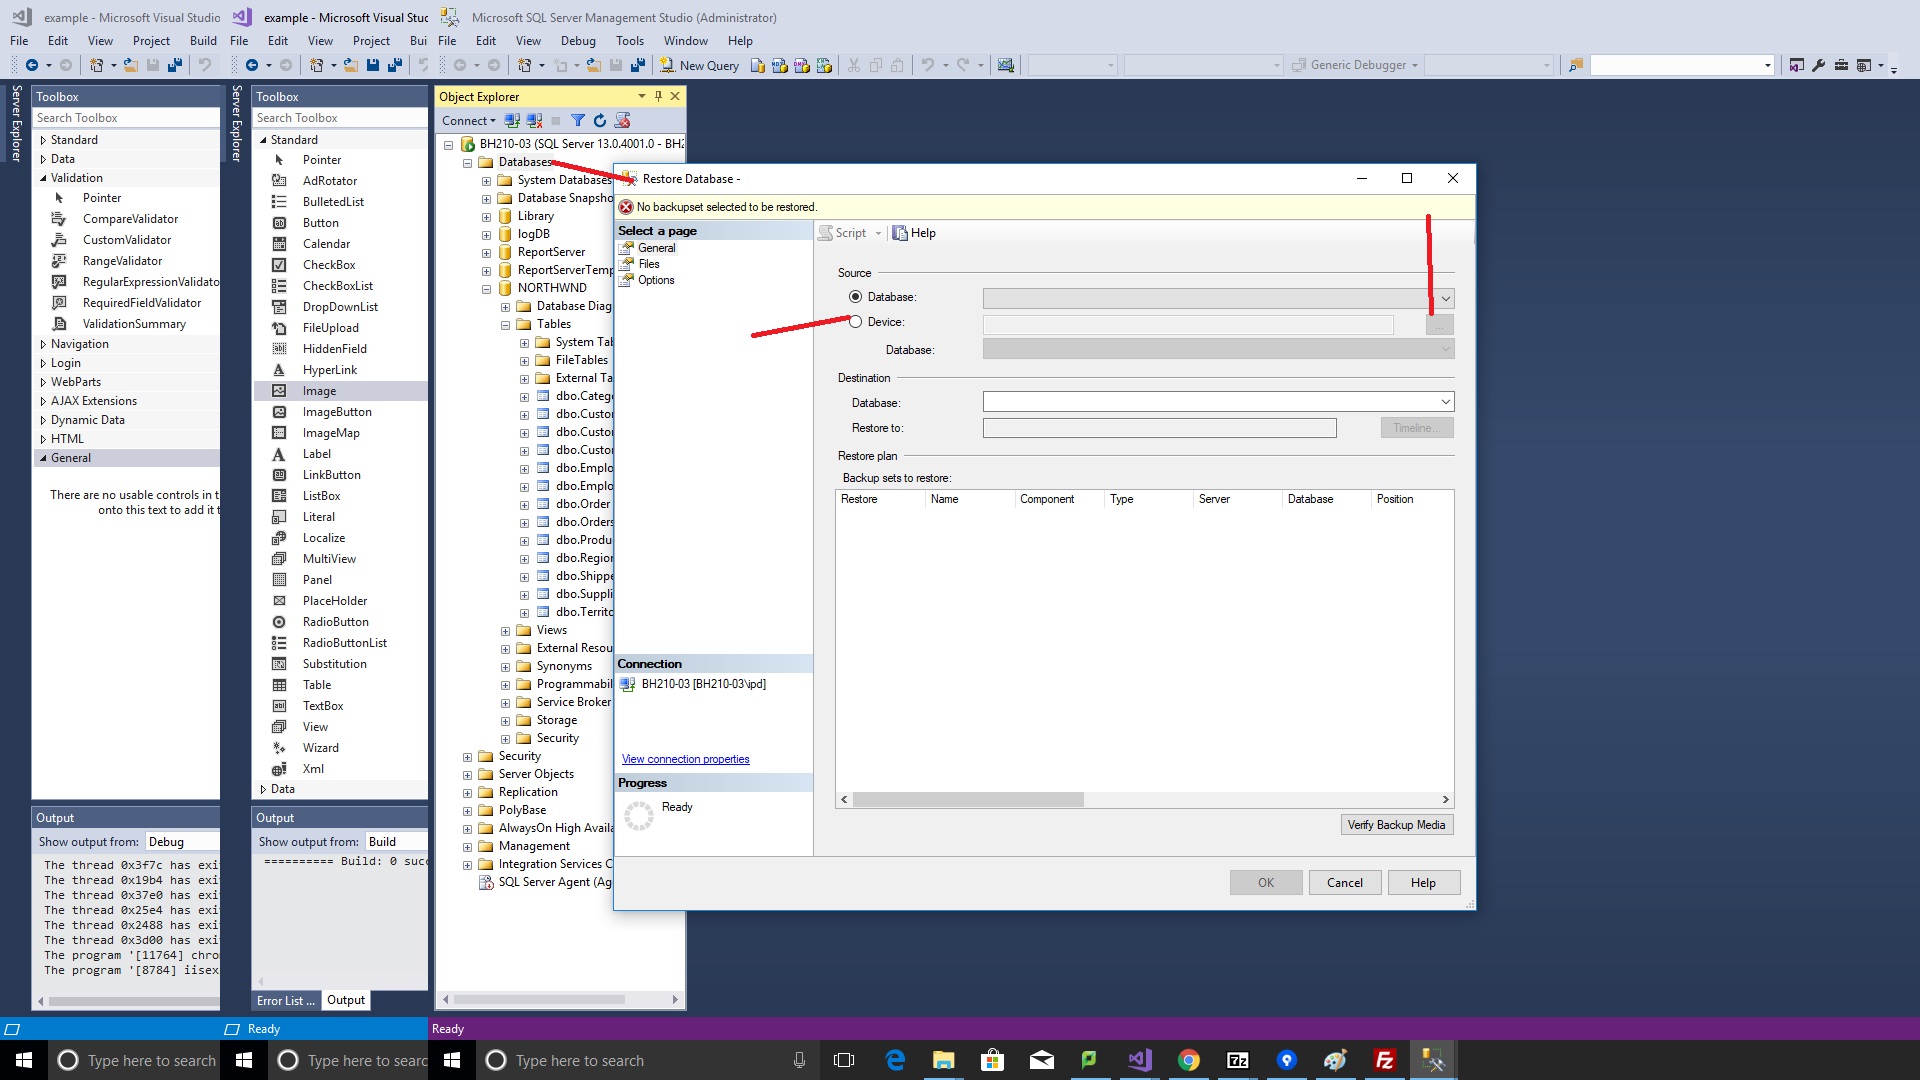 example - Microsoft Visual Studio
File Edit View Project Build
Server Explorer
Toolbox
Search Toolbox
Standard
Data
Validation
Pointer
CompareValidator
CustomValidator
RangeValidator
RegularExpressionValidato
RequiredFieldValidator
ValidationSummary
Navigation
Login
WebParts
AJAX Extensions
Dynamic Data
HTML
General
There are no usable controls in t
onto this text to add it t
Output
Show output from: Debug
The thread 0x3f7c has exi
The thread 0x19b4 has exi
The thread 0x37e0 has exi
The thread 0x25e4 has exi
The thread 0x2488 has exi
The thread 0x3d00 has exi
The program '[11764] chro
The program '[8784] iisex
Type here to search
example - Microsoft Visual Stud
File Edit View Project Bui
Server Explorer
Toolbox
Search Toolbox
Standard
Pointer
AdRotator
BulletedList
Button
Calendar
CheckBox
CheckBoxList
DropDownList
FileUpload
HiddenField
HyperLink
Image
ImageButton
ImageMap
Label
LinkButton
ListBox
Literal
Localize
MultiView
Panel
PlaceHolder
RadioButton
RadioButtonList
Substitution
Table
TextBox
View
Wizard
Xml
Data
Output
Show output from: Build
========== Build: 0 succ
Error List ... Output
Ready
Type here to searc
Microsoft SQL Server Management Studio (Administrator)
File Edit View Debug Tools Window Help
New Query Generic Debugger
Object Explorer
Connect
BH210-03 (SQL Server 13.0.4001.0 - BH2
Databases
System Databases
Database Snapsho
Library
logDB
ReportServer
ReportServerTemp
NORTHWND
Database Diag
Tables
System Tab
FileTables
External Ta
dbo.Catego
dbo.Custo
dbo.Custo
dbo.Custo
dbo.Emplo
dbo.Emplo
dbo.Order
dbo.Orders
dbo.Produ
dbo.Region
dbo.Shippe
dbo.Suppli
dbo.Territo
Views
External Resou
Synonyms
Programmabil
Service Broker
Storage
Security
Security
Server Objects
Replication
PolyBase
AlwaysOn High Availa
Management
Integration Services C
SQL Server Agent (Ag
Restore Database -
No backupset selected to be restored.
Select a page
General
Files
Options
Connection
BH210-03 [BH210-03\ipd]
View connection properties
Progress
Ready
Script Help
Source
Database:
Device: ...
Database:
Destination
Database:
Restore to: Timeline...
Restore plan
Backup sets to restore:
Restore Name Component Type Server Database Position
Verify Backup Media
OK Cancel Help
Ready
Type here to search
7z
Fz